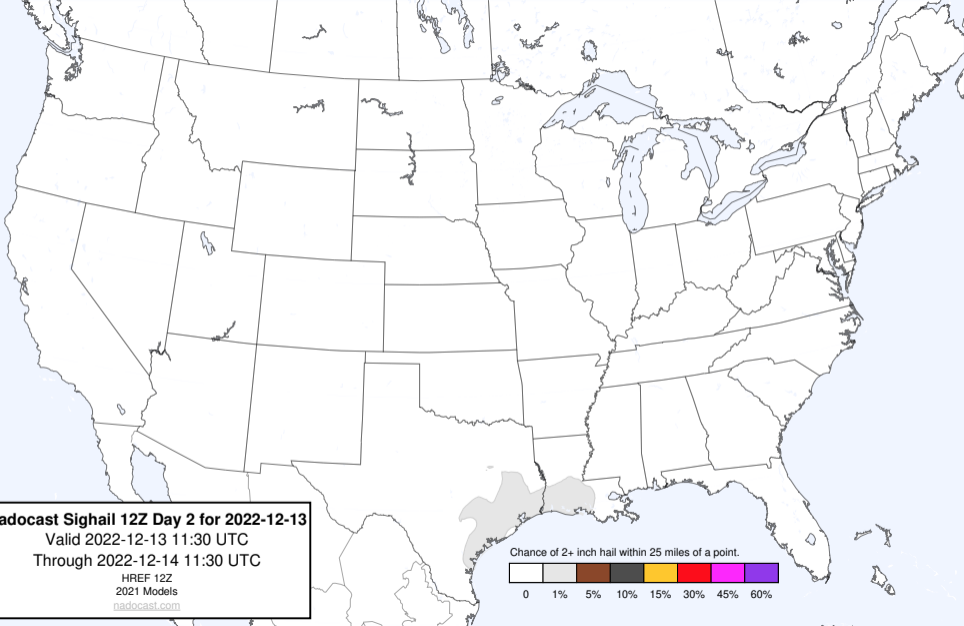 adocast Sighail 12Z Day 2 for 2022-12-13
Valid 2022-12-13 11:30 UTC
Through 2022-12-14 11:30 UTC
HREF 12Z
2021 Models
nadocast.com
Chance of 2+ inch hail within 25 miles of a point.
0 1% 5% 10% 15% 30% 45% 60%